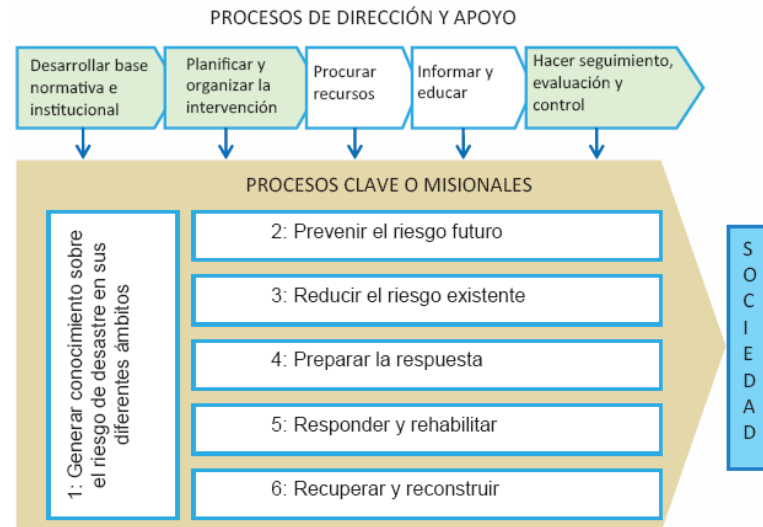 PROCESOS DE DIRECCIÓN Y APOYO
Desarrollar base
normativa e
institucional
Planificar y
organizar la
intervención
Procurar
recursos
Informar y
educar
Hacer seguimiento,
evaluación y
control
PROCESOS CLAVE O MISIONALES
1: Generar conocimiento sobre
el riesgo de desastre en sus
diferentes ámbitos
2: Prevenir el riesgo futuro
3: Reducir el riesgo existente
4: Preparar la respuesta
5: Responder y rehabilitar
6: Recuperar y reconstruir
SOCIEDAD